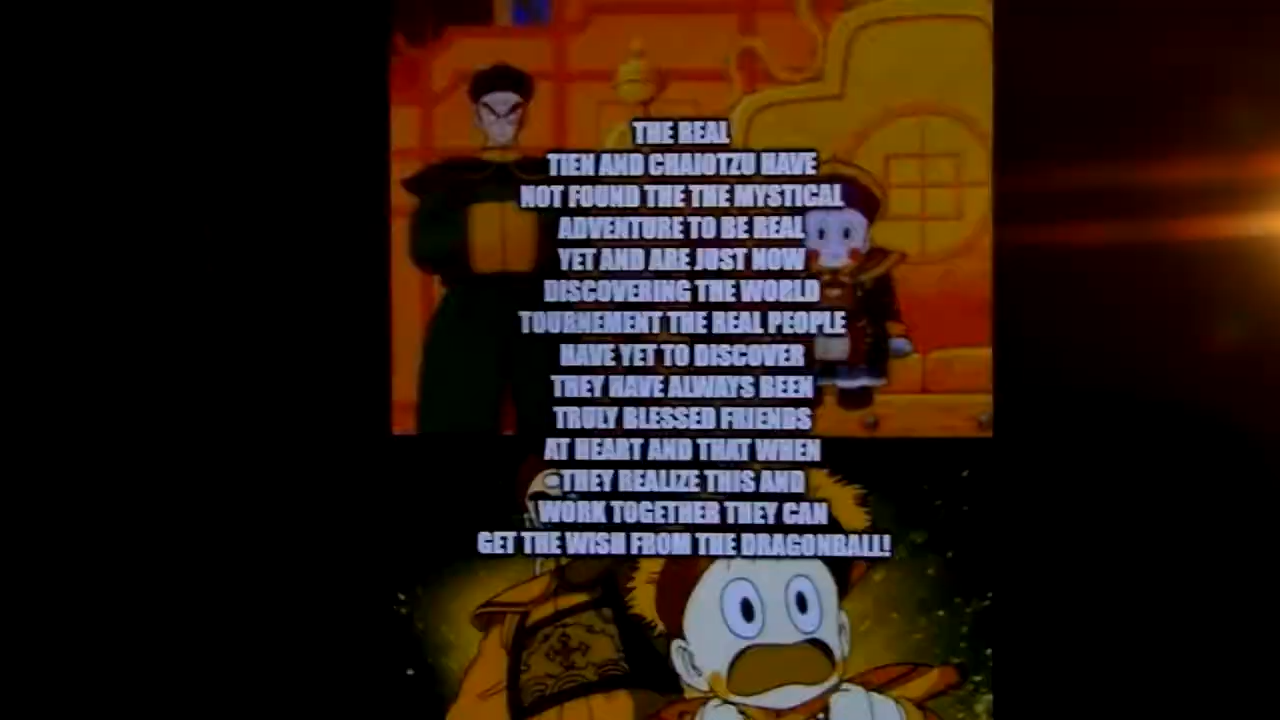 THE REAL
TIEN AND CHAIOTZU HAVE
NOT FOUND THE THE MYSTICAL
ADVENTURE TO BE REAL
YET AND ARE JUST NOW
DISCOVERING THE WORLD
TOURNEMENT THE REAL PEOPLE
HAVE YET TO DISCOVER
THEY HAVE ALWAYS BEEN
TRULY BLESSED FRIENDS
AT HEART AND THAT WHEN
THEY REALIZE THIS AND
WORK TOGETHER THEY CAN
GET THE WISH FROM THE DRAGONBALL!